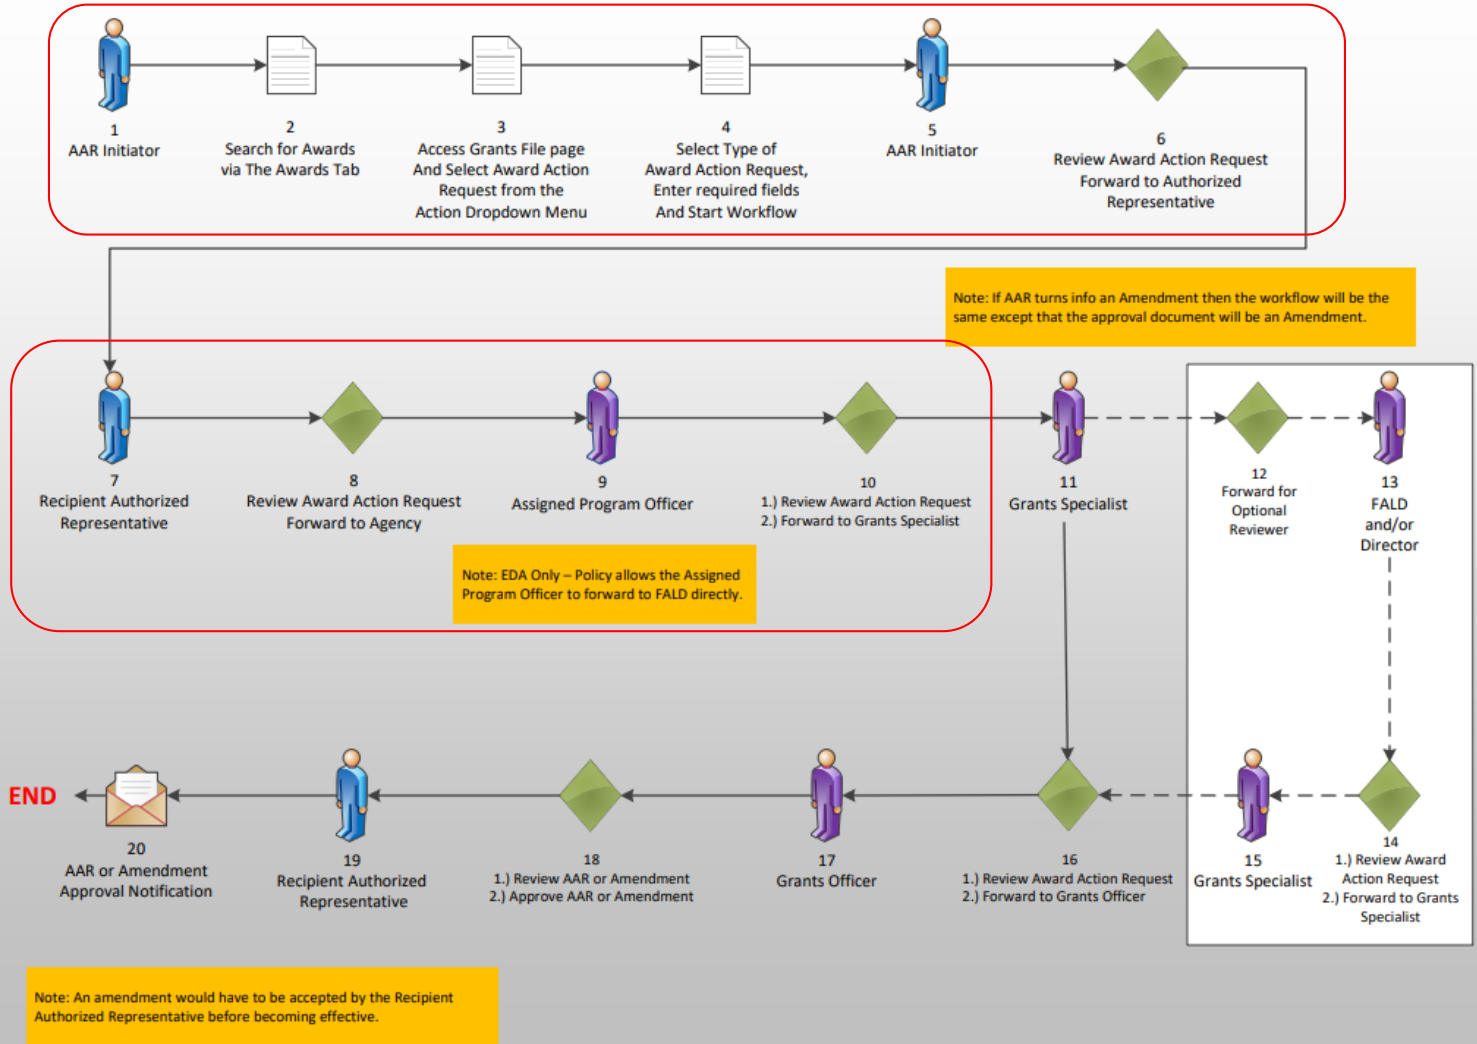 1
AAR Initiator
2
Search for Awards
via The Awards Tab
3
Access Grants File page
And Select Award Action
Request from the
Action Dropdown Menu
4
Select Type of
Award Action Request,
Enter required fields
And Start Workflow
5
AAR Initiator
6
Review Award Action Request
Forward to Authorized
Representative
Note: If AAR turns info an Amendment then the workflow will be the
same except that the approval document will be an Amendment.
7
Recipient Authorized
Representative
8
Review Award Action Request
Forward to Agency
9
Assigned Program Officer
10
1.) Review Award Action Request
2.) Forward to Grants Specialist
11
Grants Specialist
12
Forward for
Optional
Reviewer
13
FALD
and/or
Director
Note: EDA Only – Policy allows the Assigned
Program Officer to forward to FALD directly.
14
1.) Review Award
Action Request
2.) Forward to Grants
Specialist
15
Grants Specialist
16
1.) Review Award Action Request
2.) Forward to Grants Officer
17
Grants Officer
18
1.) Review AAR or Amendment
2.) Approve AAR or Amendment
19
Recipient Authorized
Representative
20
AAR or Amendment
Approval Notification
END
Note: An amendment would have to be accepted by the Recipient
Authorized Representative before becoming effective.